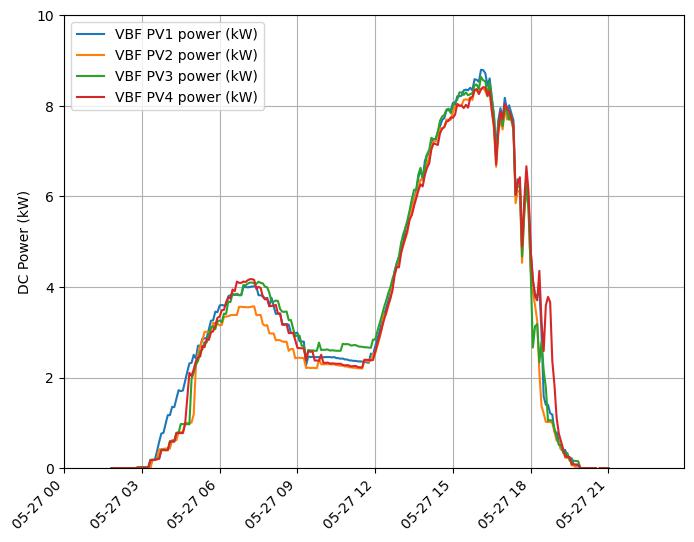 VBF PV1 power (kW)
VBF PV2 power (kW)
VBF PV3 power (kW)
VBF PV4 power (kW)
DC Power (kW)
10
8
6
4
2
0
05-27 00
05-27 03
05-27 06
05-27 09
05-27 12
05-27 15
05-27 18
05-27 21